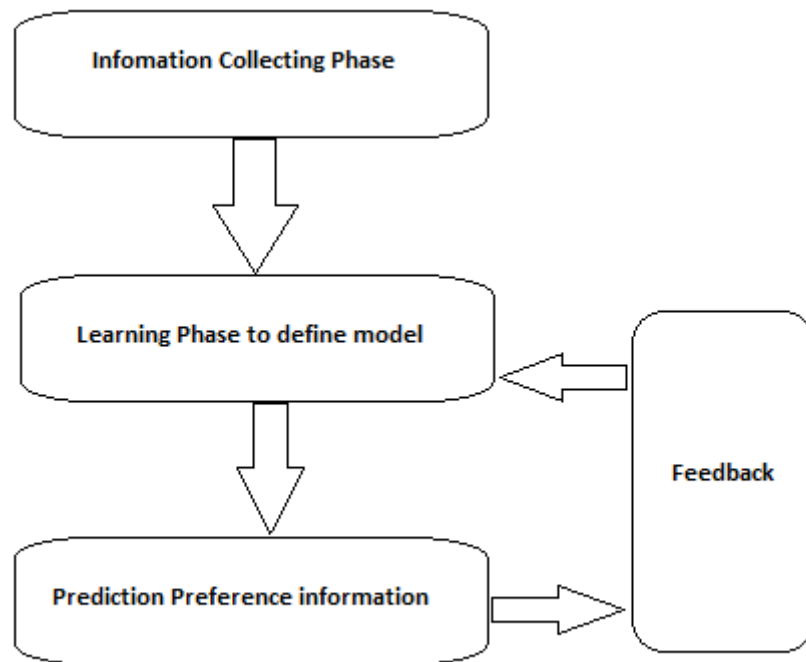 Infomation Collecting Phase
Learning Phase to define model
Feedback
Prediction Preference information